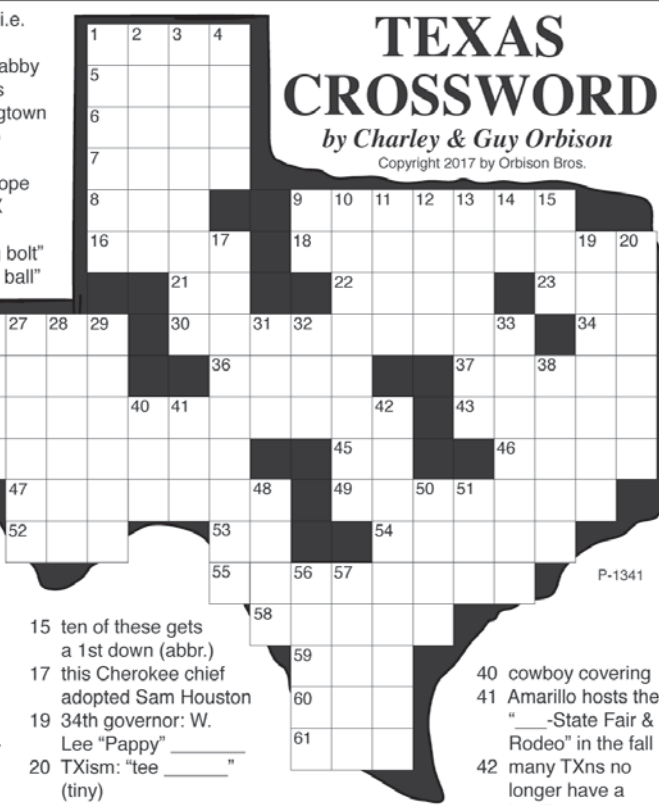 i.e.
abby
s
gtown
ope
X
bolt"
ball"
TEXAS
CROSSWORD
by Charley & Guy Orbison
Copyright 2017 by Orbison Bros.
1 2 3 4
5
6
7
8 9 10 11 12 13 14 15
16 17 18 19 20
21 22 23
27 28 29 30 31 32 33 34
36 37 38
40 41 42 43
45 46
47 48 49 50 51
52 53 54
55 56 57
P-1341
58
59
60
61
15 ten of these gets
a 1st down (abbr.)
17 this Cherokee chief
adopted Sam Houston
19 34th governor: W.
Lee "Pappy" _______
20 TXism: "tee ______"
(tiny)
40 cowboy covering
41 Amarillo hosts the
"___-State Fair &
Rodeo" in the fall
42 many TXns no
longer have a